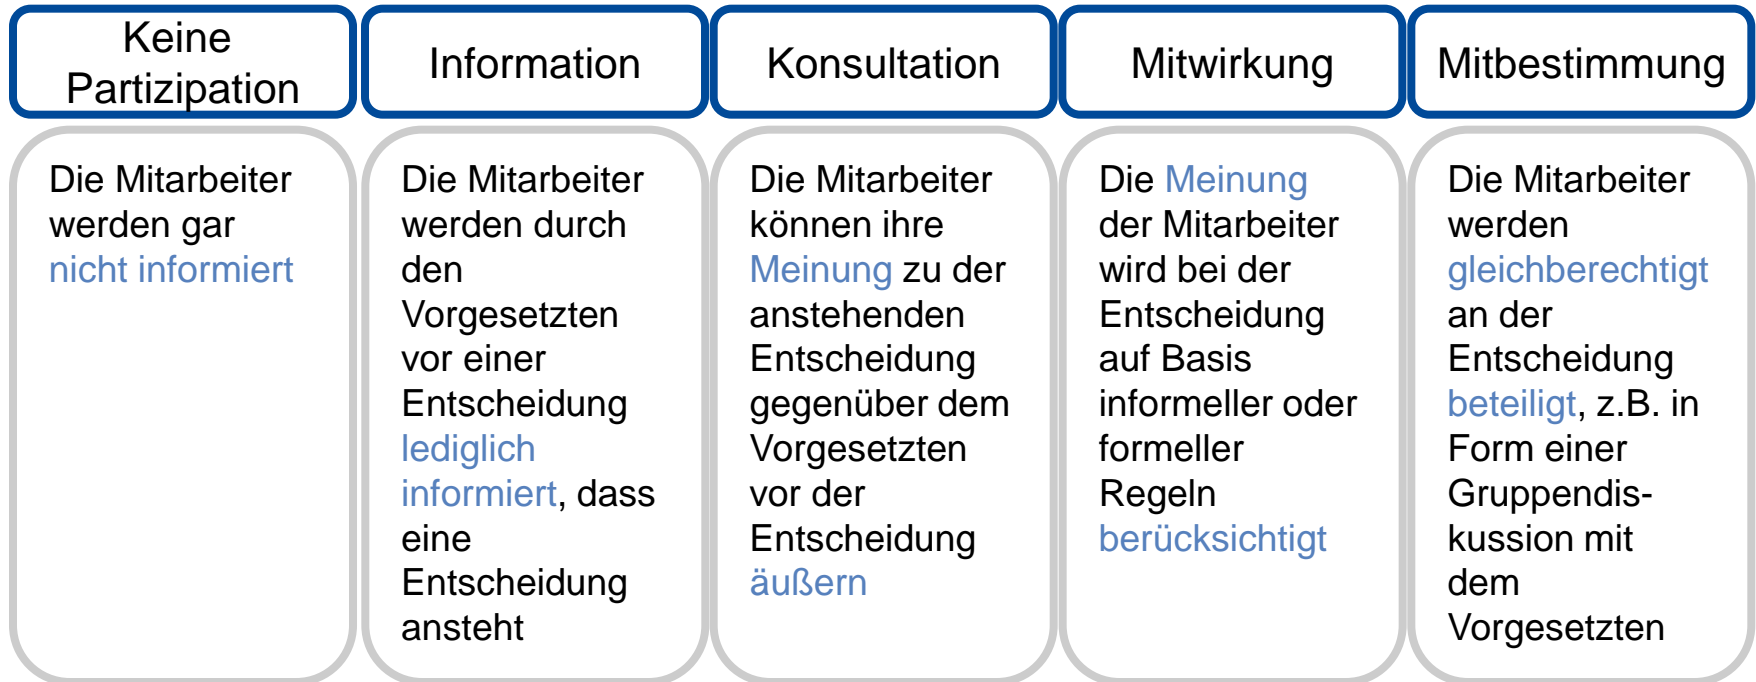 Keine
Partizipation
Information
Konsultation
Mitwirkung
Mitbestimmung
Die Mitarbeiter
werden gar
nicht informiert
Die Mitarbeiter
werden durch
den
Vorgesetzten
vor einer
Entscheidung
lediglich
informiert, dass
eine
Entscheidung
ansteht
Die Mitarbeiter
können ihre
Meinung zu der
anstehenden
Entscheidung
gegenüber dem
Vorgesetzten
vor der
Entscheidung
äußern
Die Meinung
der Mitarbeiter
wird bei der
Entscheidung
auf Basis
informeller oder
formeller
Regeln
berücksichtigt
Die Mitarbeiter
werden
gleichberechtigt
an der
Entscheidung
beteiligt, z.B. in
Form einer
Gruppendis-
kussion mit
dem
Vorgesetzten